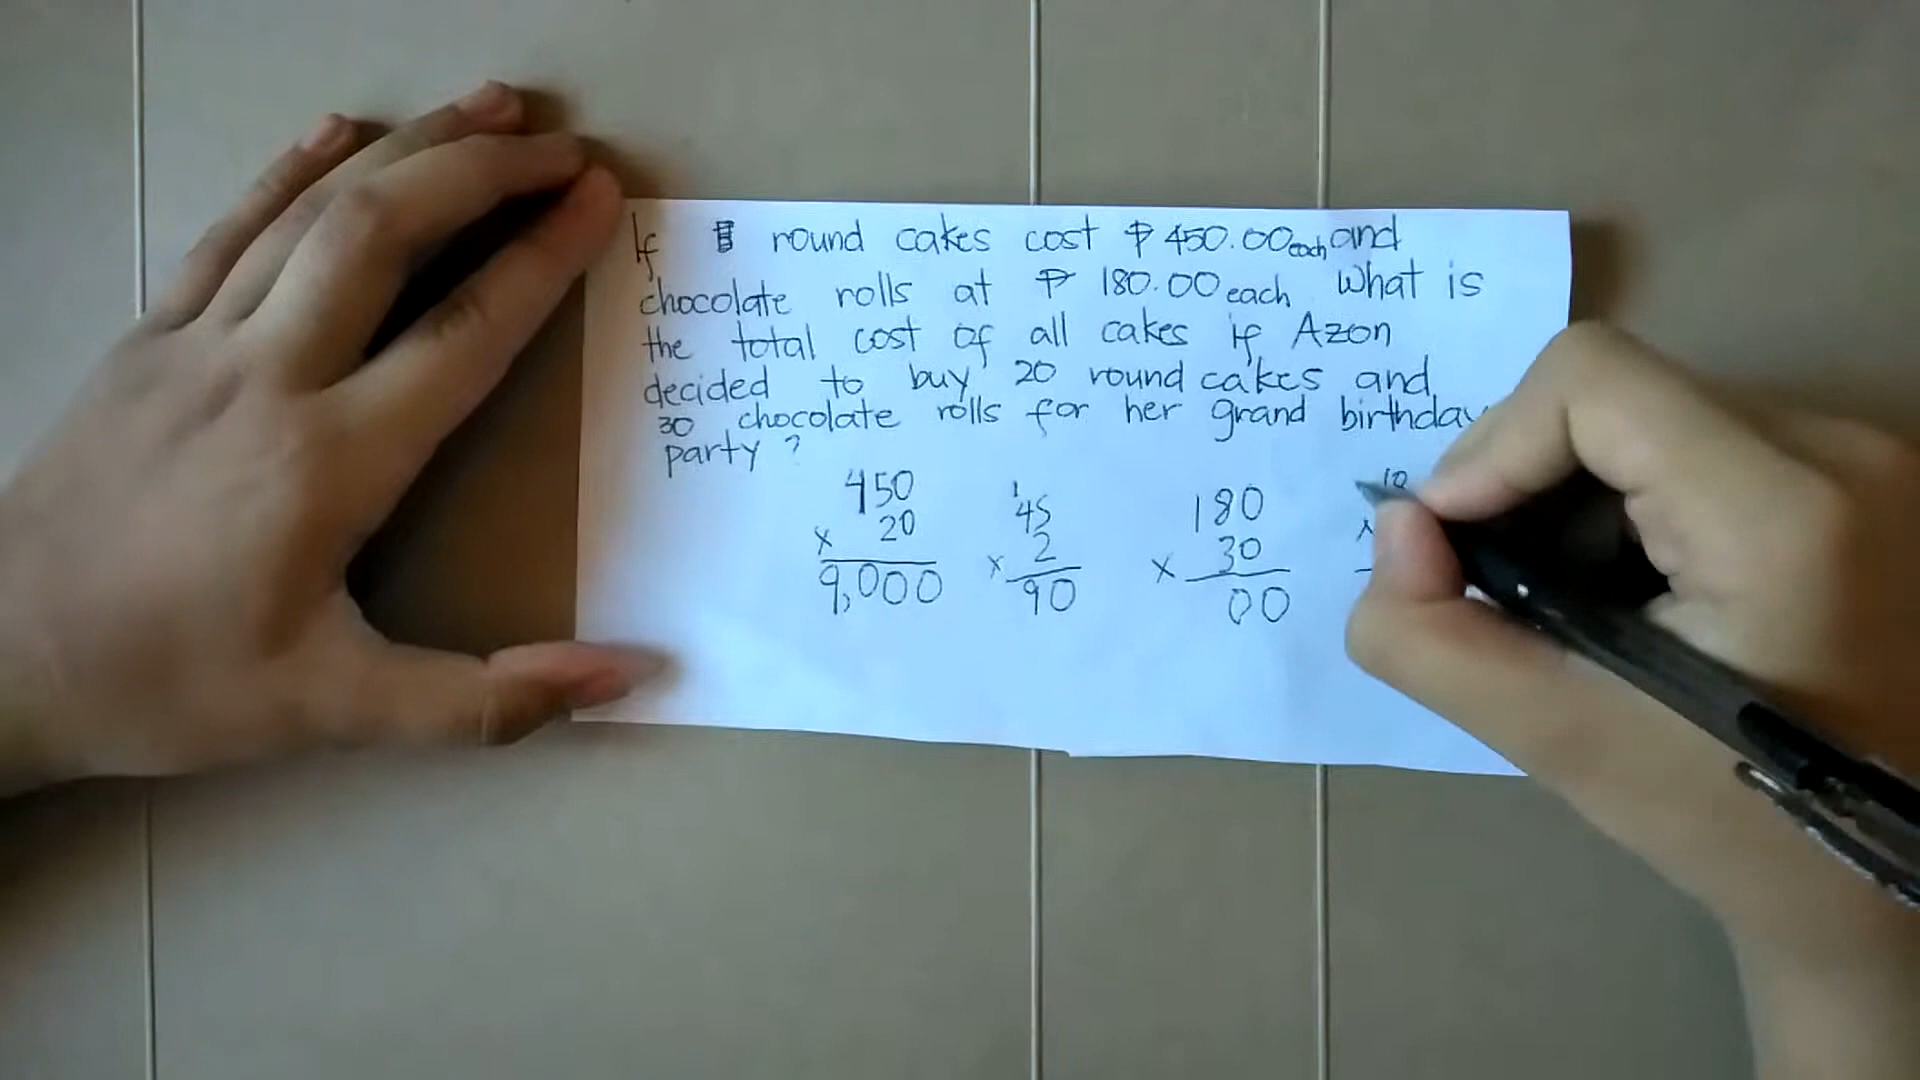 If round cakes cost ₱ 450.00 each and
chocolate rolls at ₱ 180.00 each What is
the total cost of all cakes if Azon
decided to buy 20 round cakes and
30 chocolate rolls for her grand birthday
party?
450
x 20
9,000
1
45
x 2
90
180
x 30
00
18
x